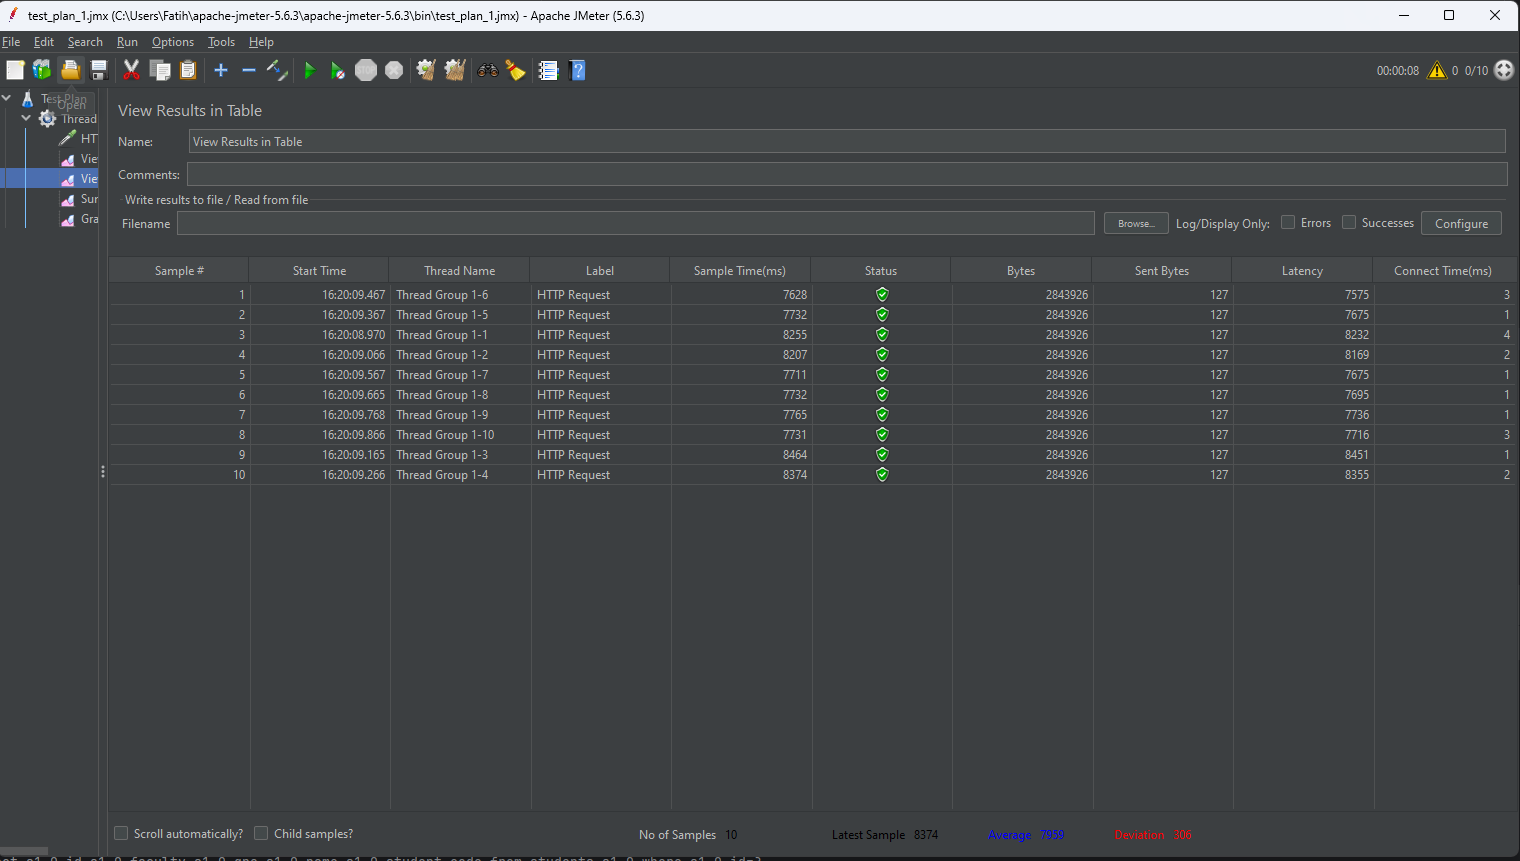 test_plan_1.jmx (C:\Users\Fatih\apache-jmeter-5.6.3\apache-jmeter-5.6.3\bin\test_plan_1.jmx) - Apache JMeter (5.6.3)
File Edit Search Run Options Tools Help
STOP 00:00:08 0 0/10
Test Plan
Open
Thread
HT
Vie
Vie
Sur
Gra
View Results in Table
Name: View Results in Table
Comments:
Write results to file / Read from file
Filename Browse... Log/Display Only: Errors Successes Configure
Sample # Start Time Thread Name Label Sample Time(ms) Status Bytes Sent Bytes Latency Connect Time(ms)
1 16:20:09.467 Thread Group 1-6 HTTP Request 7628 2843926 127 7575 3
2 16:20:09.367 Thread Group 1-5 HTTP Request 7732 2843926 127 7675 1
3 16:20:08.970 Thread Group 1-1 HTTP Request 8255 2843926 127 8232 4
4 16:20:09.066 Thread Group 1-2 HTTP Request 8207 2843926 127 8169 2
5 16:20:09.567 Thread Group 1-7 HTTP Request 7711 2843926 127 7675 1
6 16:20:09.665 Thread Group 1-8 HTTP Request 7732 2843926 127 7695 1
7 16:20:09.768 Thread Group 1-9 HTTP Request 7765 2843926 127 7736 1
8 16:20:09.866 Thread Group 1-10 HTTP Request 7731 2843926 127 7716 3
9 16:20:09.165 Thread Group 1-3 HTTP Request 8464 2843926 127 8451 1
10 16:20:09.266 Thread Group 1-4 HTTP Request 8374 2843926 127 8355 2
Scroll automatically? Child samples? No of Samples 10 Latest Sample 8374 Average 7959 Deviation 306